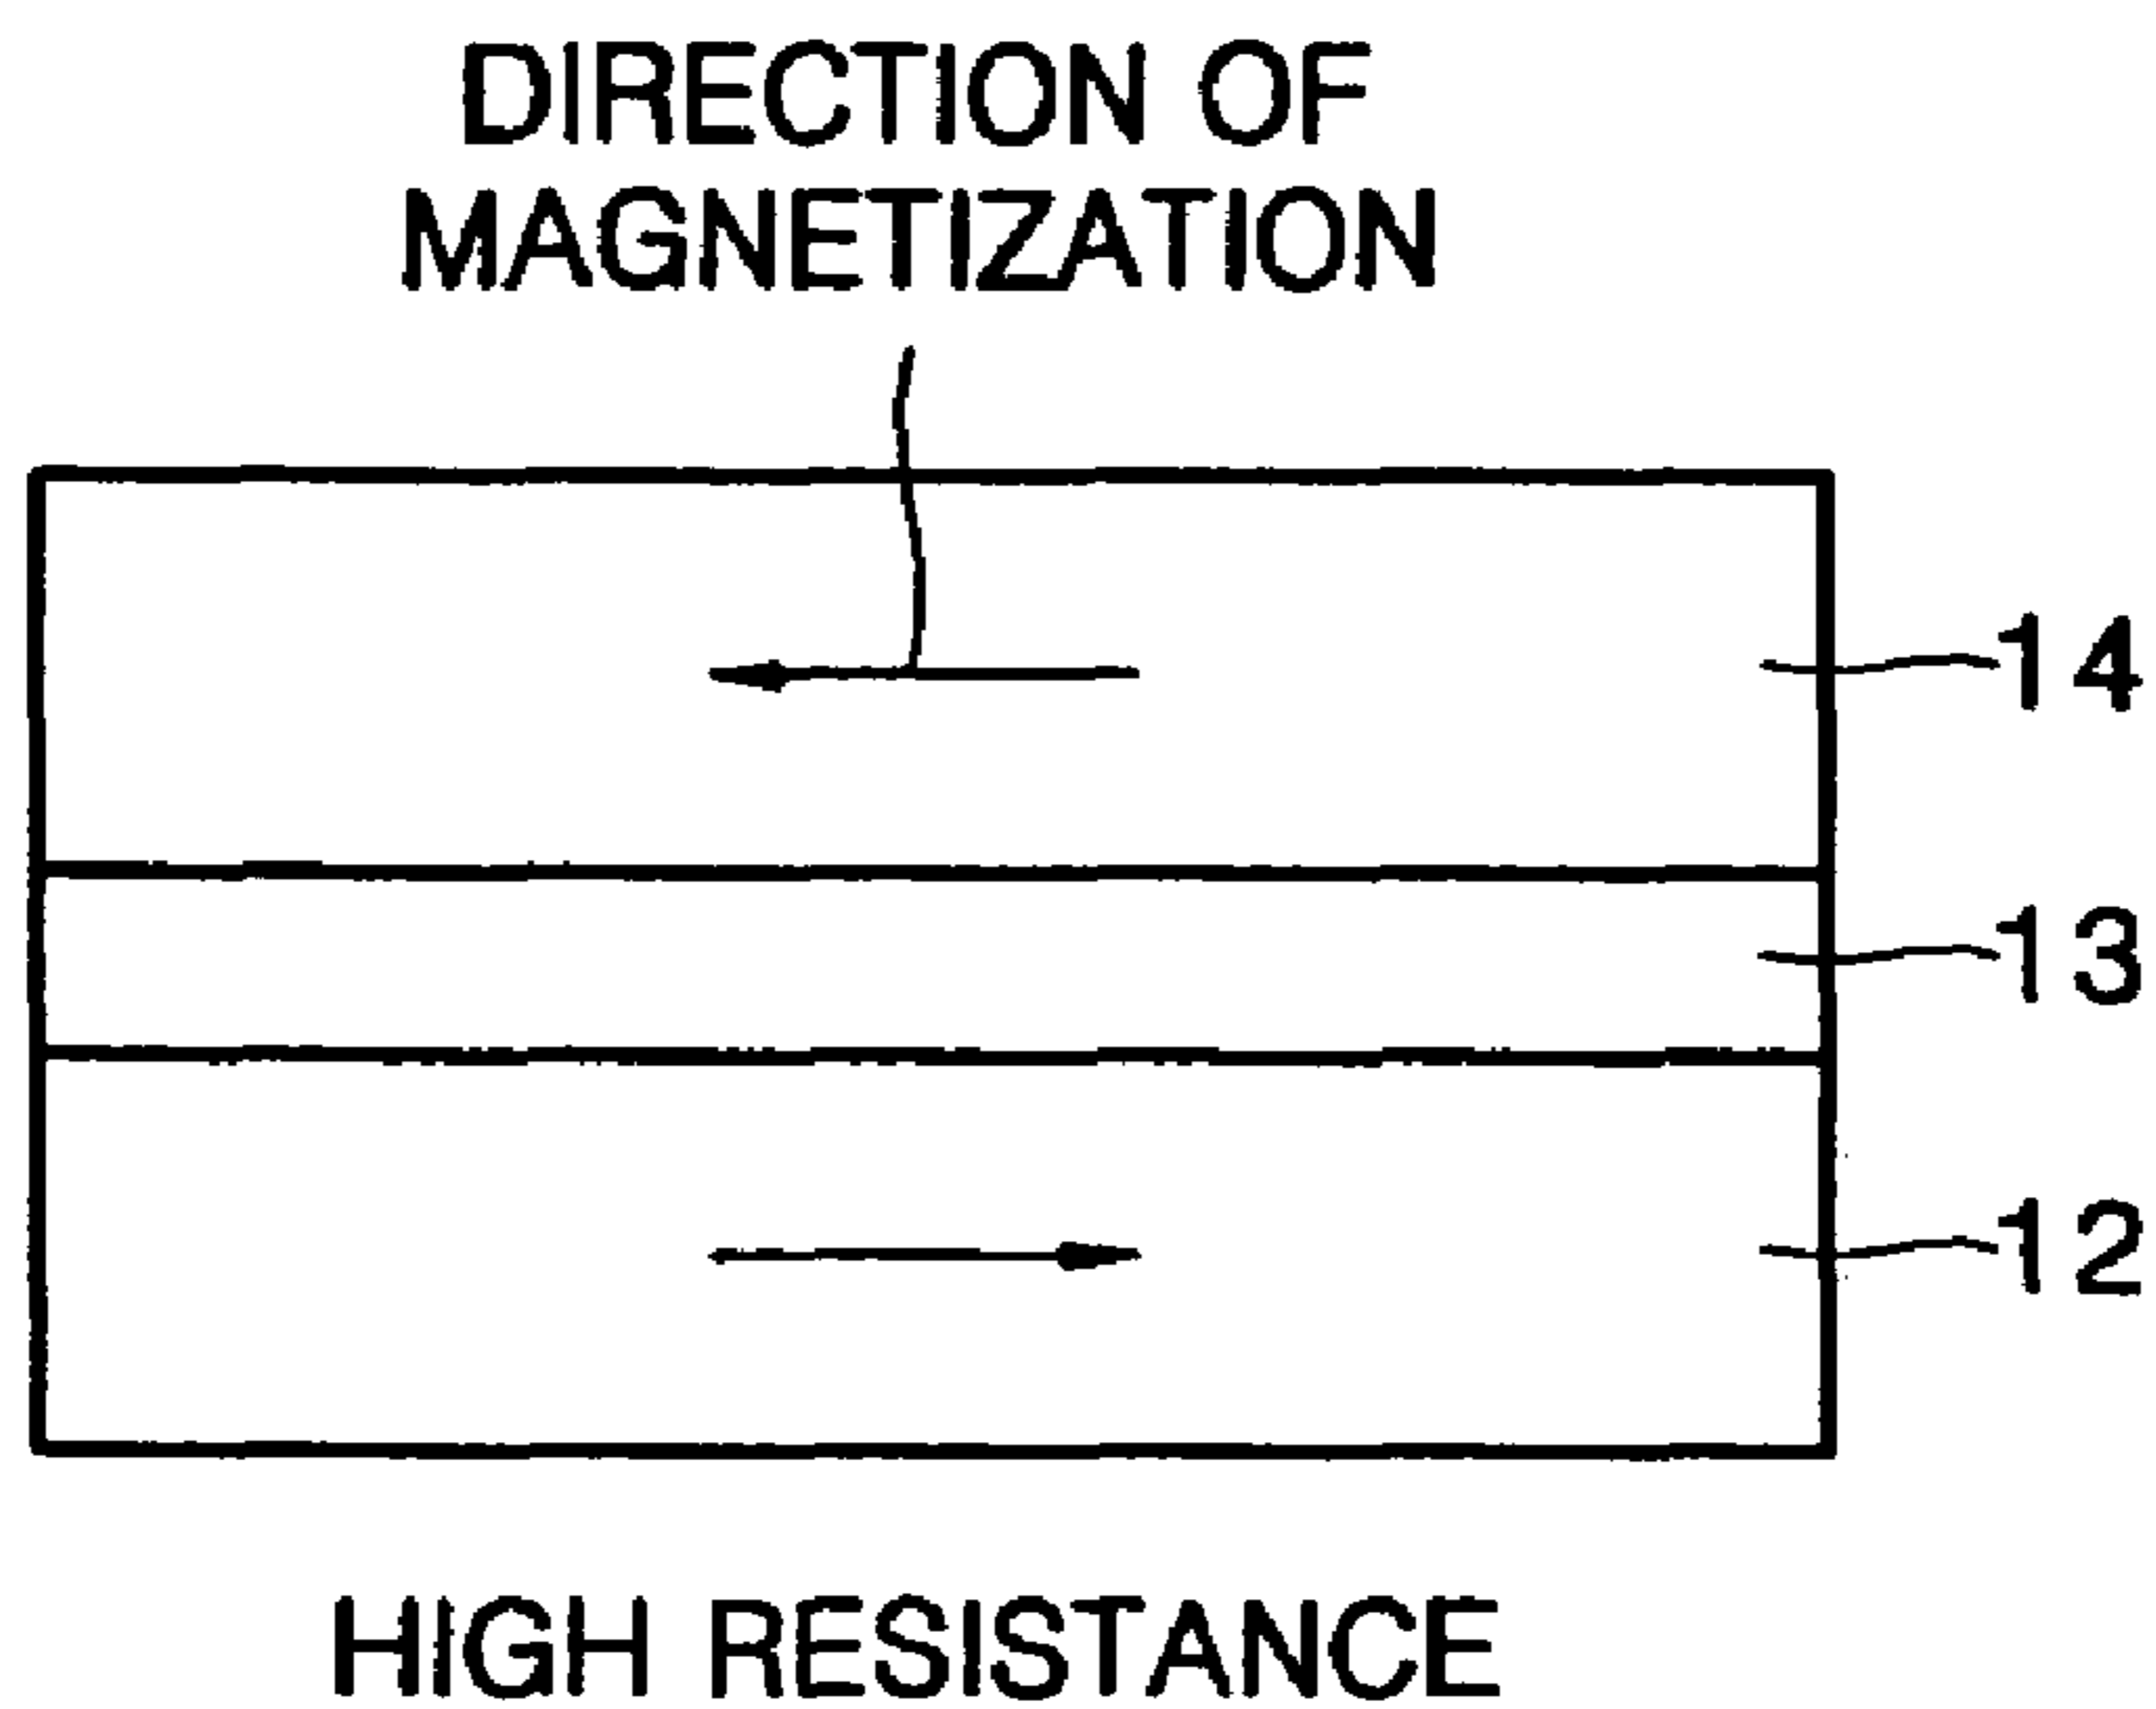 DIRECTION OF
MAGNETIZATION
14
13
12
HIGH RESISTANCE